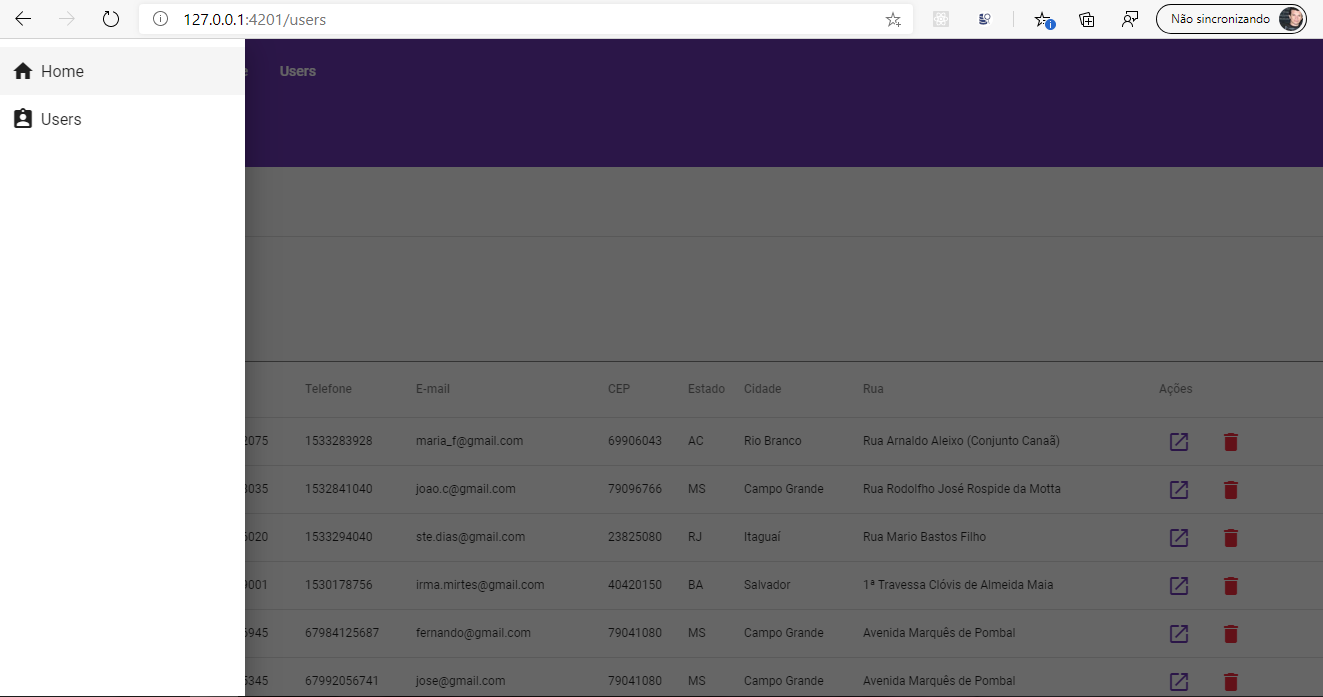 127.0.0.1:4201/users
Não sincronizando
Home
Users
Users
Telefone E-mail CEP Estado Cidade Rua Ações
2075 1533283928 maria_f@gmail.com 69906043 AC Rio Branco Rua Arnaldo Aleixo (Conjunto Canaã)
3035 1532841040 joao.c@gmail.com 79096766 MS Campo Grande Rua Rodolfho José Rospide da Motta
6020 1533294040 ste.dias@gmail.com 23825080 RJ Itaguaí Rua Mario Bastos Filho
9001 1530178756 irma.mirtes@gmail.com 40420150 BA Salvador 1ª Travessa Clóvis de Almeida Maia
6945 67984125687 fernando@gmail.com 79041080 MS Campo Grande Avenida Marquês de Pombal
6345 67992056741 jose@gmail.com 79041080 MS Campo Grande Avenida Marquês de Pombal